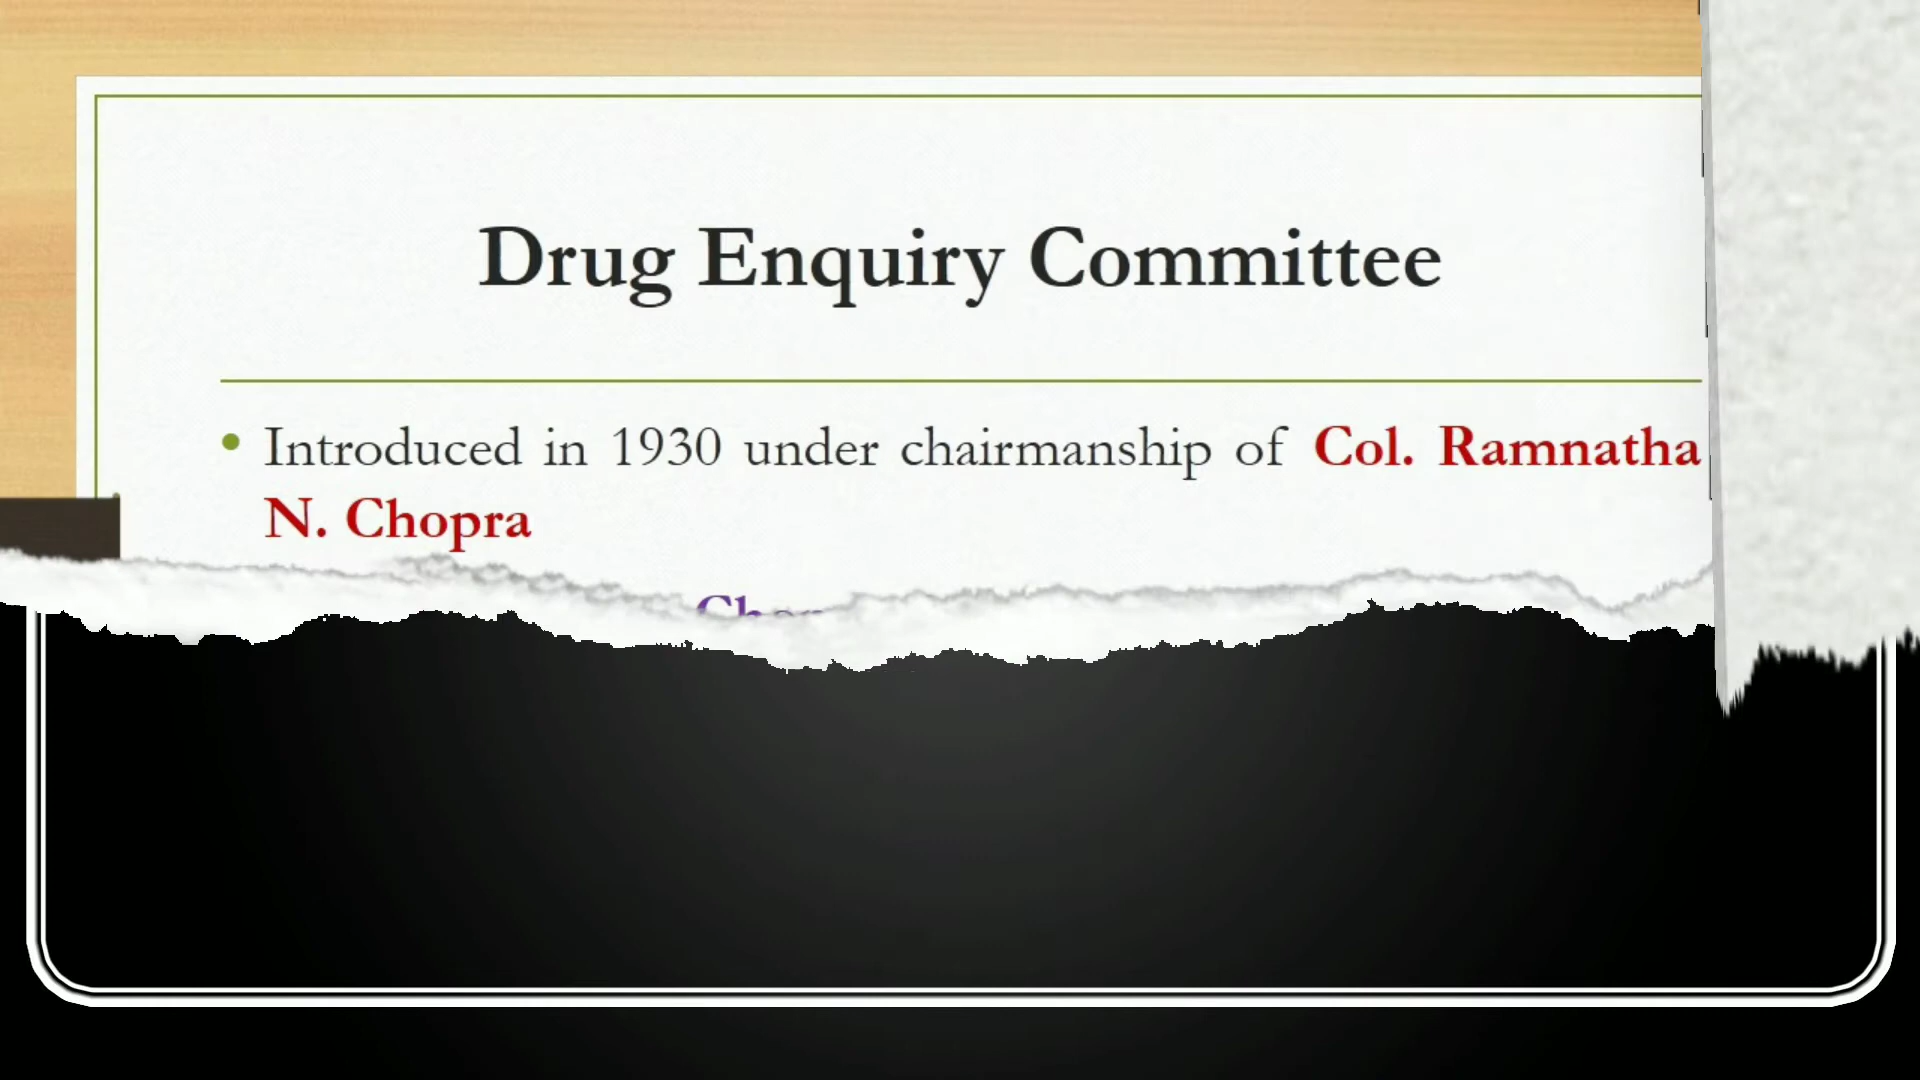 Drug Enquiry Committee
• Introduced in 1930 under chairmanship of Col. Ramnatha
N. Chopra